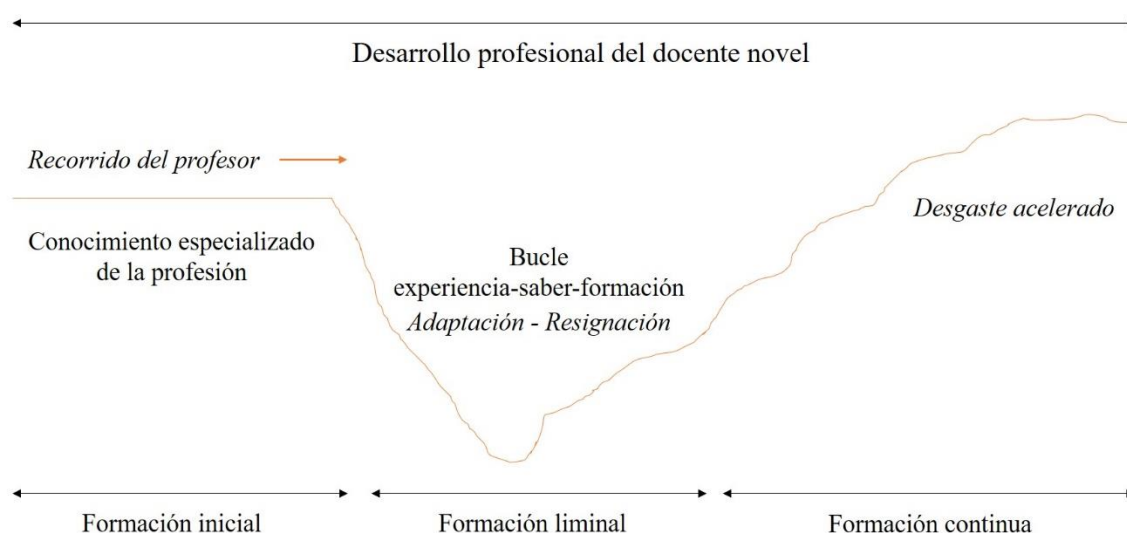 Desarrollo profesional del docente novel
Recorrido del profesor
Conocimiento especializado
de la profesión
Bucle
experiencia-saber-formación
Adaptación - Resignación
Desgaste acelerado
Formación inicial
Formación liminal
Formación continua